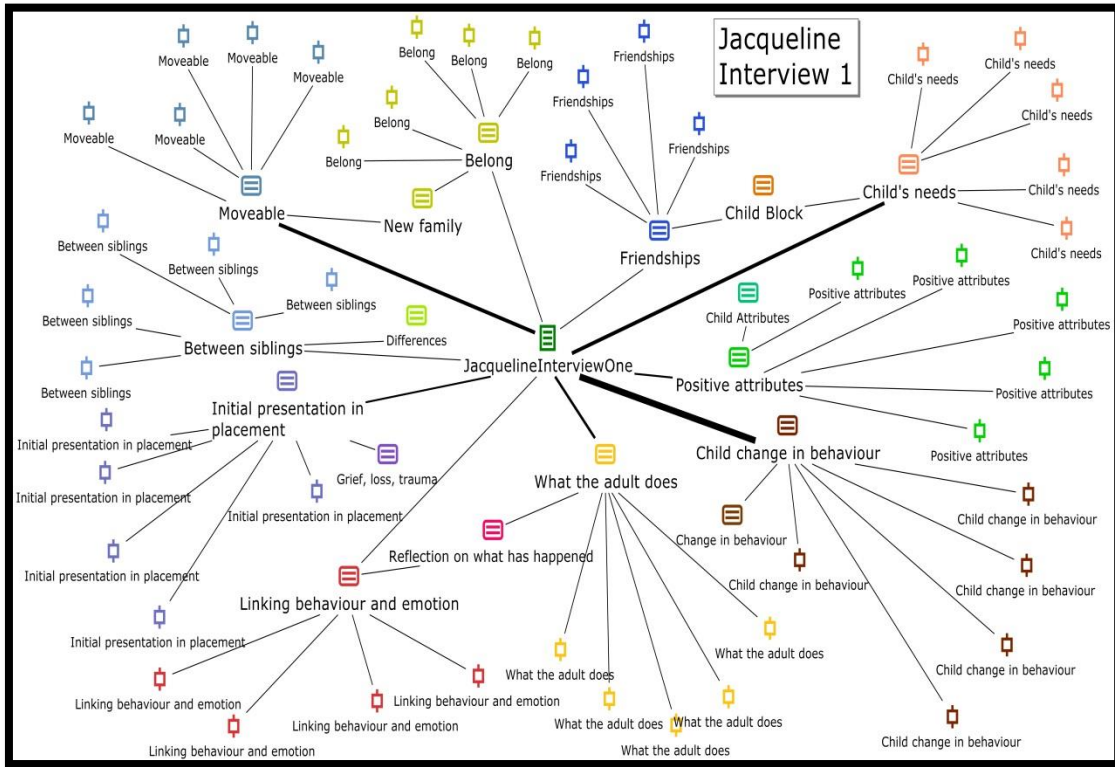 Jacqueline
Interview 1
Moveable
Moveable
Moveable
Moveable
Moveable
Moveable
Belong
Belong
Belong
Belong
Belong
Belong
New family
Friendships
Friendships
Friendships
Friendships
Friendships
Child Block
Child's needs
Child's needs
Child's needs
Child's needs
Child's needs
Child's needs
Between siblings
Between siblings
Between siblings
Between siblings
Between siblings
Between siblings
Differences
JacquelineInterviewOne
Child Attributes
Positive attributes
Positive attributes
Positive attributes
Positive attributes
Positive attributes
Positive attributes
Initial presentation in
placement
Initial presentation in placement
Initial presentation in placement
Initial presentation in placement
Initial presentation in placement
Initial presentation in placement
Grief, loss, trauma
What the adult does
Reflection on what has happened
Child change in behaviour
Change in behaviour
Child change in behaviour
Child change in behaviour
Child change in behaviour
Child change in behaviour
Child change in behaviour
Linking behaviour and emotion
Linking behaviour and emotion
Linking behaviour and emotion
Linking behaviour and emotion
Linking behaviour and emotion
What the adult does
What the adult does
What the adult does
What the adult does
What the adult does